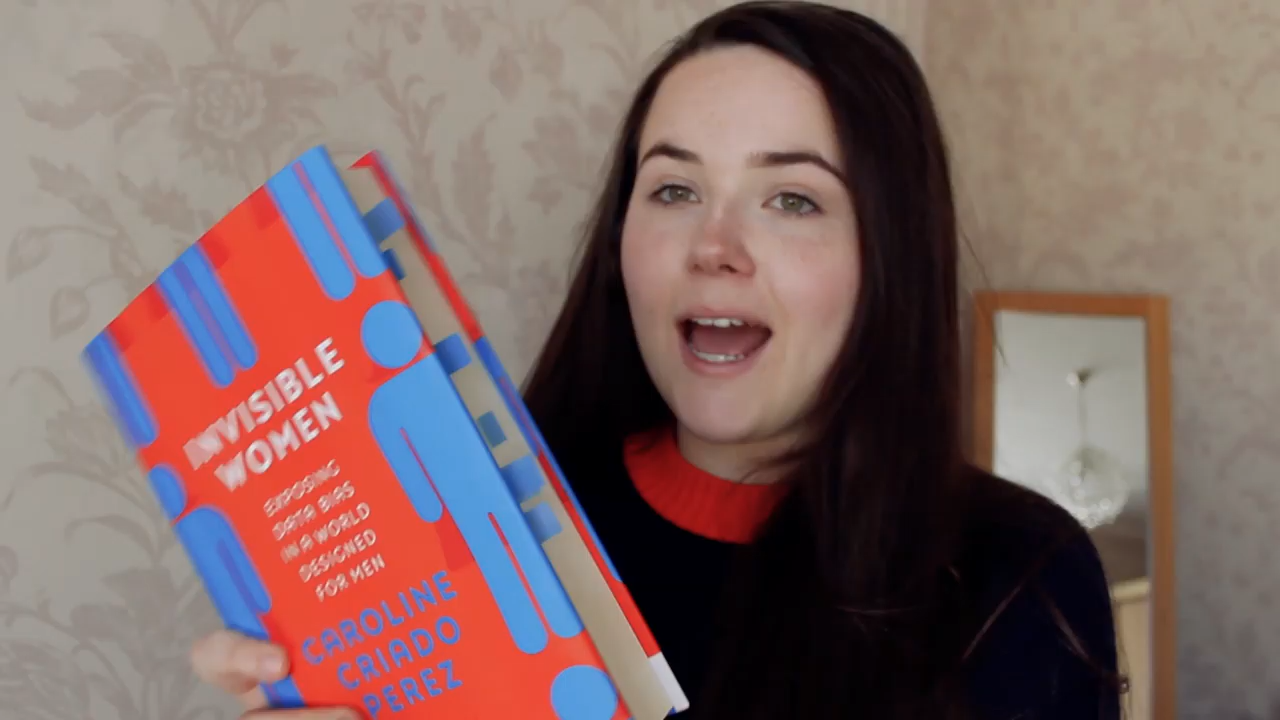 INVISIBLE
WOMEN
EXPOSING
DATA BIAS
IN A WORLD
DESIGNED
FOR MEN
CAROLINE
CRIADO
PEREZ